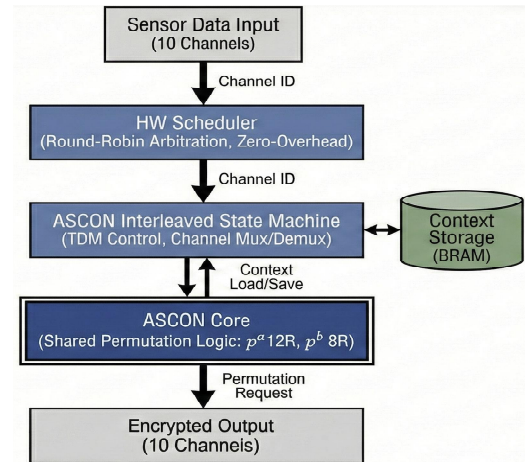 Sensor Data Input
(10 Channels)
Channel ID
HW Scheduler
(Round-Robin Arbitration, Zero-Overhead)
Channel ID
ASCON Interleaved State Machine
(TDM Control, Channel Mux/Demux)
Context
Storage
(BRAM)
Context
Load/Save
ASCON Core
(Shared Permutation Logic: pᵃ 12R, pᵇ 8R)
Permutation
Request
Encrypted Output
(10 Channels)